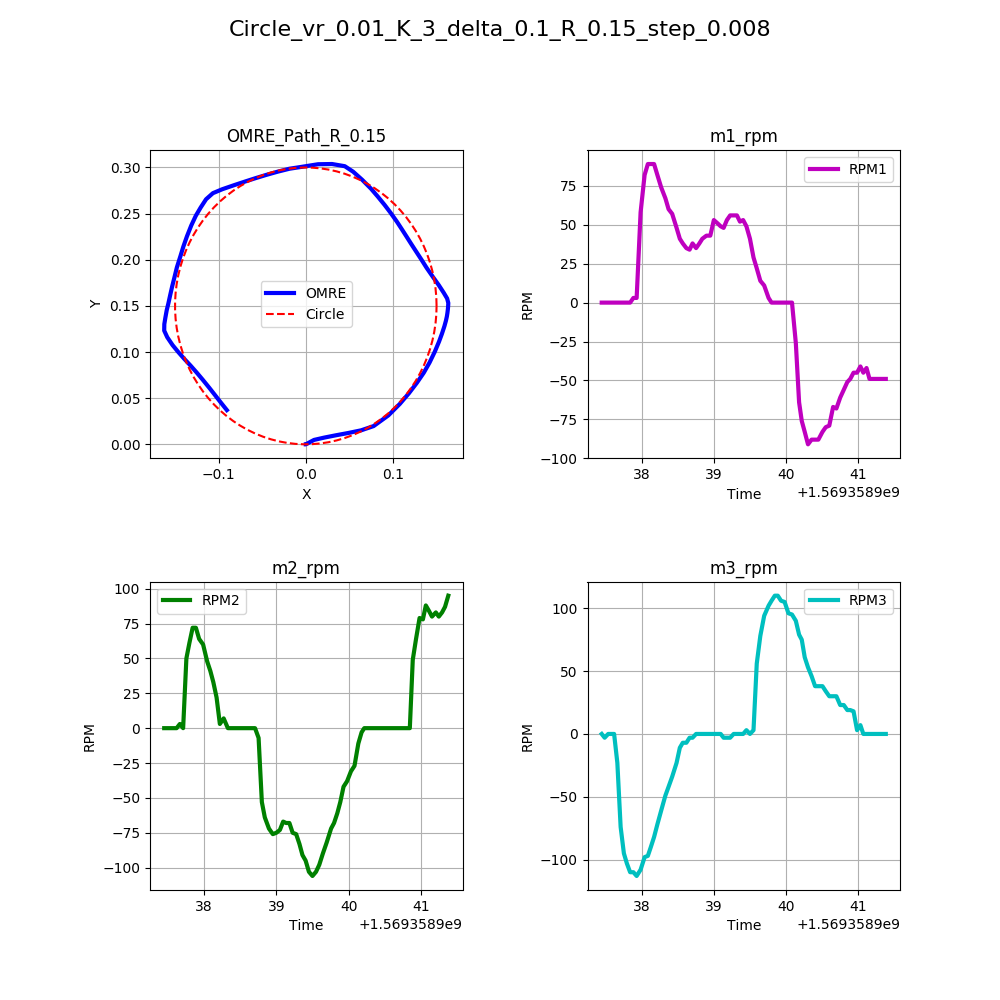 Circle_vr_0.01_K_3_delta_0.1_R_0.15_step_0.008
OMRE_Path_R_0.15
0.30
0.25
0.20
0.15
0.10
0.05
0.00
Y
OMRE
Circle
−0.1
0.0
0.1
X
m1_rpm
75
50
25
0
−25
−50
−75
−100
RPM
RPM1
38
39
40
41
Time
+1.5693589e9
m2_rpm
100
75
50
25
0
−25
−50
−75
−100
RPM
RPM2
38
39
40
41
Time
+1.5693589e9
m3_rpm
100
50
0
−50
−100
RPM
RPM3
38
39
40
41
Time
+1.5693589e9